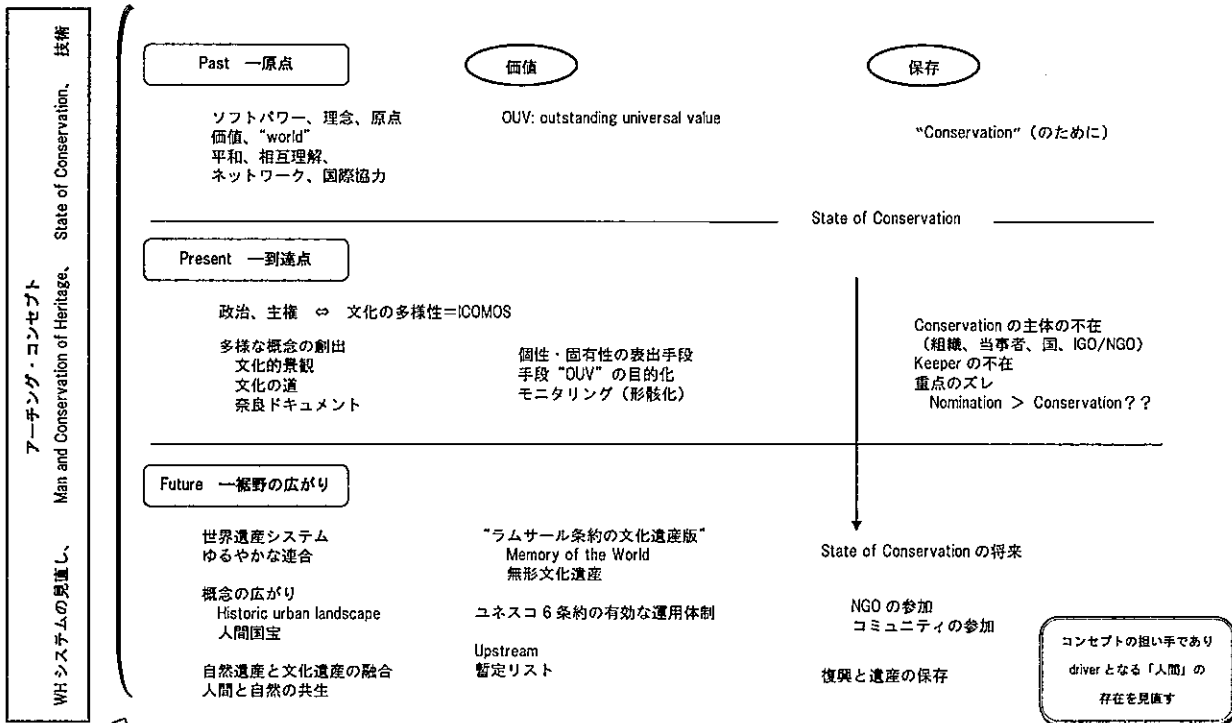 アーチング・コンセプト
WHシステムの見直し、 Man and Conservation of Heritage、 State of Conservation、 技術
Past ー原点
価値
保存
ソフトパワー、理念、原点
価値、“world”
平和、相互理解、
ネットワーク、国際協力
OUV: outstanding universal value
“Conservation”（のために）
State of Conservation
Present ー到達点
政治、主権 ⇔ 文化の多様性＝ICOMOS
多様な概念の創出
文化的景観
文化の道
奈良ドキュメント
個性・固有性の表出手段
手段“OUV”の目的化
モニタリング（形骸化）
Conservation の主体の不在
（組織、当事者、国、IGO/NGO）
Keeper の不在
重点のズレ
Nomination ＞ Conservation？？
Future ー裾野の広がり
世界遺産システム
ゆるやかな連合
概念の広がり
Historic urban landscape
人間国宝
自然遺産と文化遺産の融合
人間と自然の共生
“ラムサール条約の文化遺産版”
Memory of the World
無形文化遺産
ユネスコ６条約の有効な運用体制
Upstream
暫定リスト
State of Conservation の将来
NGO の参加
コミュニティの参加
復興と遺産の保存
コンセプトの担い手であり
driver となる「人間」の
存在を見直す